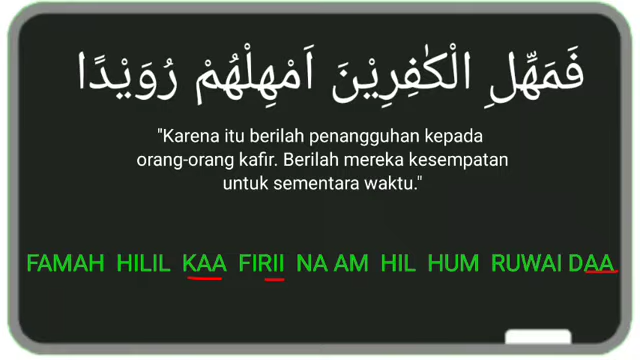 فَمَهِّلِ الْكٰفِرِيْنَ اَمْهِلْهُمْ رُوَيْدًا
"Karena itu berilah penangguhan kepada
orang-orang kafir. Berilah mereka kesempatan
untuk sementara waktu."
FAMAH HILIL KAA FIRII NA AM HIL HUM RUWAI DAA